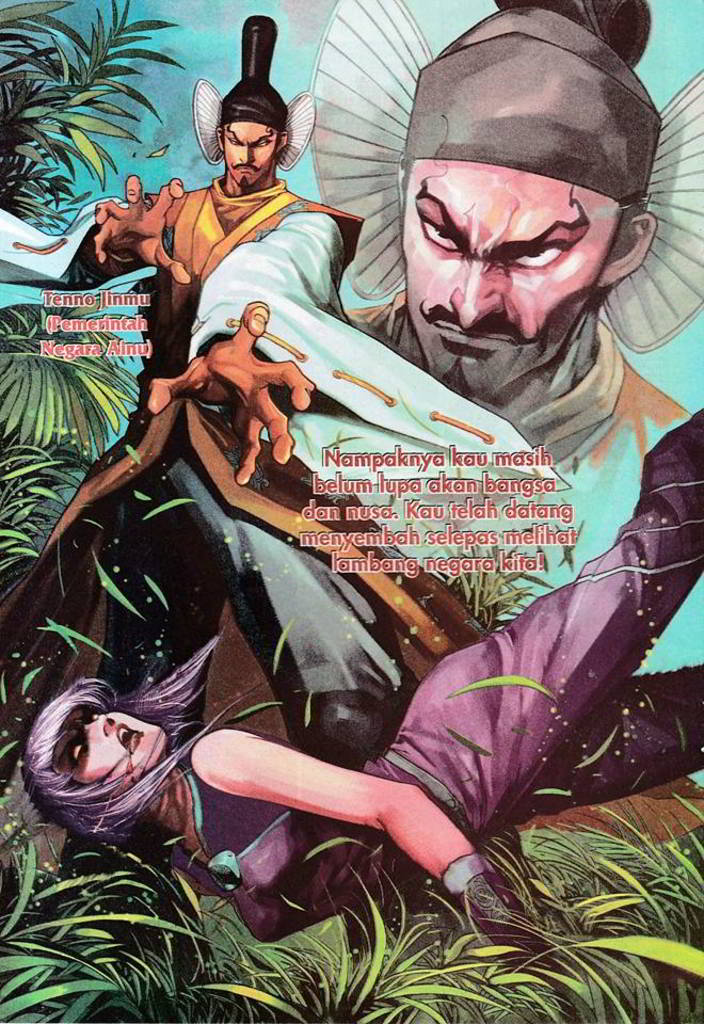 Tenno Jinmu
(Pemerintah
Negara Ainu)
Nampaknya kau masih
belum lupa akan bangsa
dan nusa. Kau telah datang
menyembah selepas melihat
lambang negara kita!